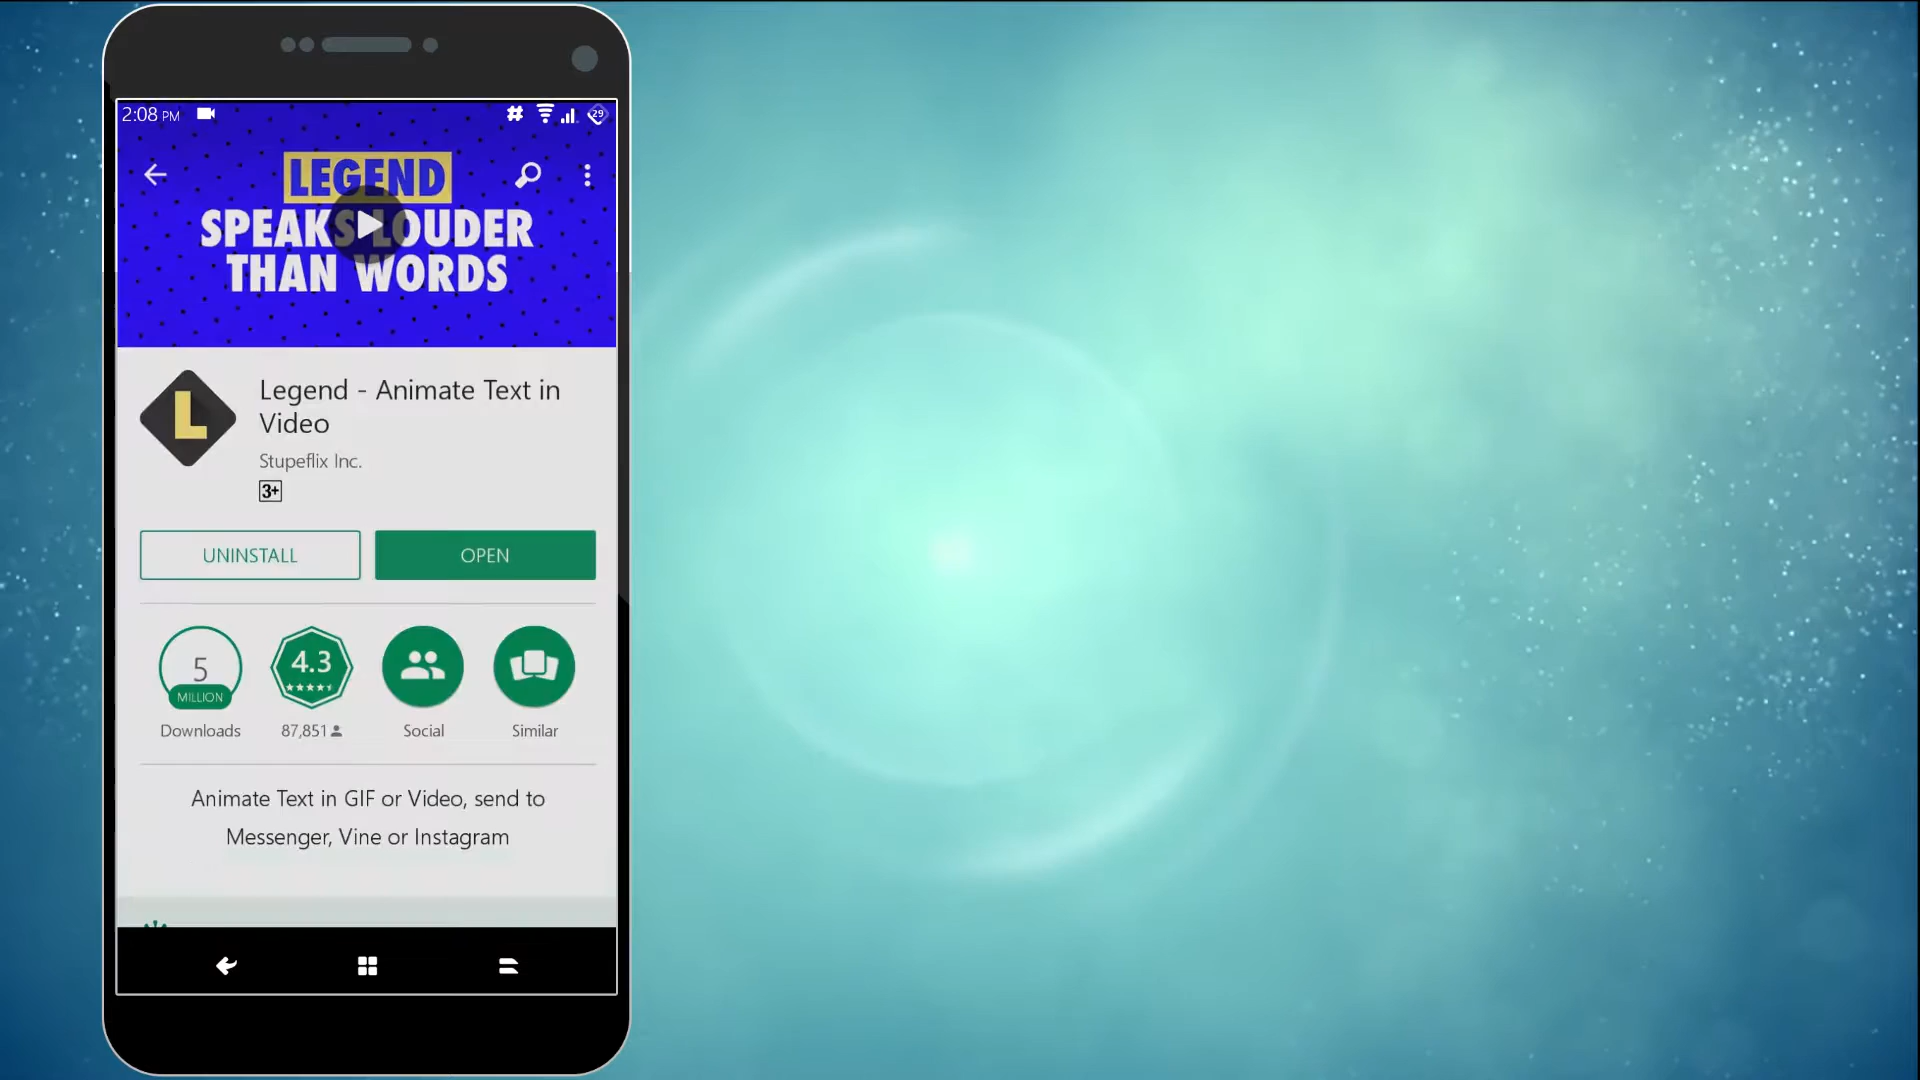 2:08 PM
29
LEGEND
SPEAKS LOUDER
THAN WORDS
L
Legend - Animate Text in
Video
Stupeflix Inc.
3+
UNINSTALL
OPEN
5
MILLION
Downloads
4.3
87,851
Social
Similar
Animate Text in GIF or Video, send to
Messenger, Vine or Instagram